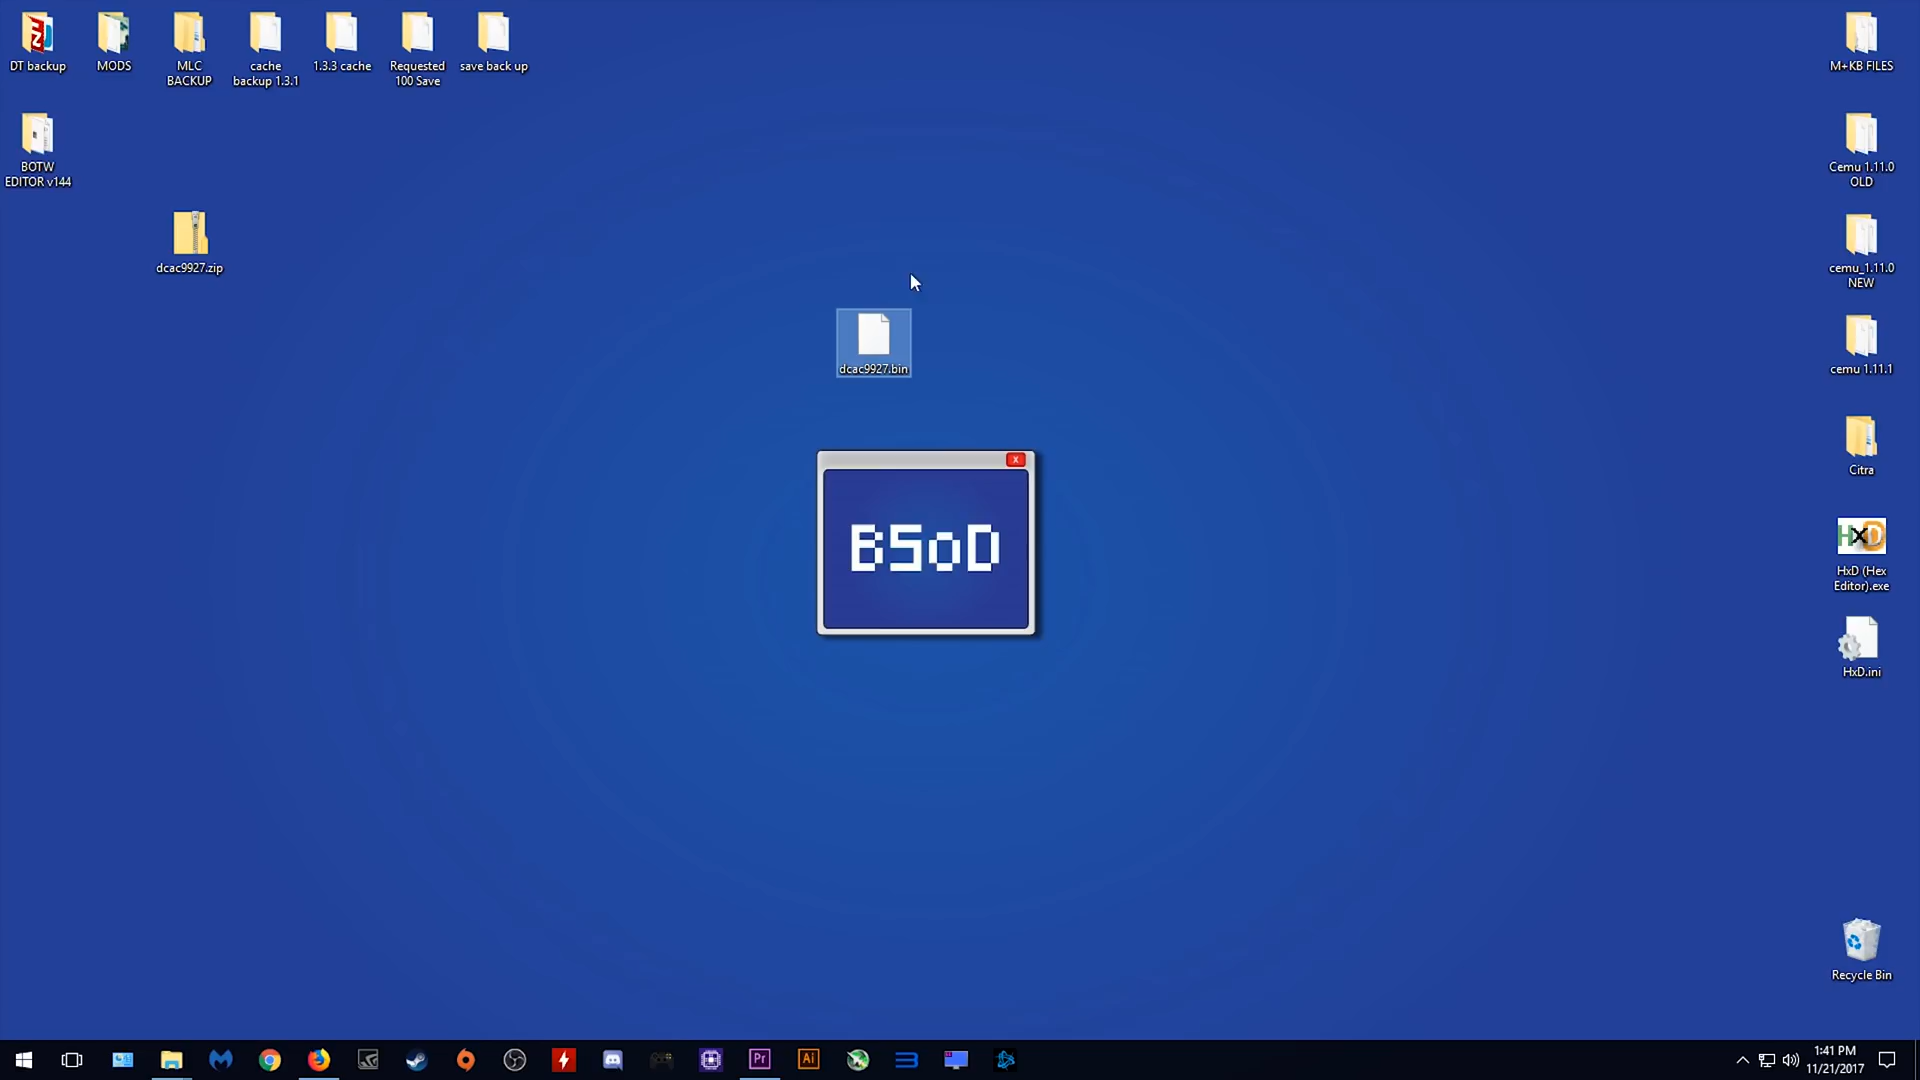 DT backup
MODS
MLC
BACKUP
cache
backup 1.3.1
1.3.3 cache
Requested
100 Save
save back up
M+KB FILES
BOTW
EDITOR v144
Cemu 1.11.0
OLD
dcac9927.zip
cemu_1.11.0
NEW
dcac9927.bin
cemu 1.11.1
X
BSoD
Citra
HxD
HxD (Hex
Editor).exe
HxD.ini
Recycle Bin
Pr
Ai
1:41 PM
11/21/2017